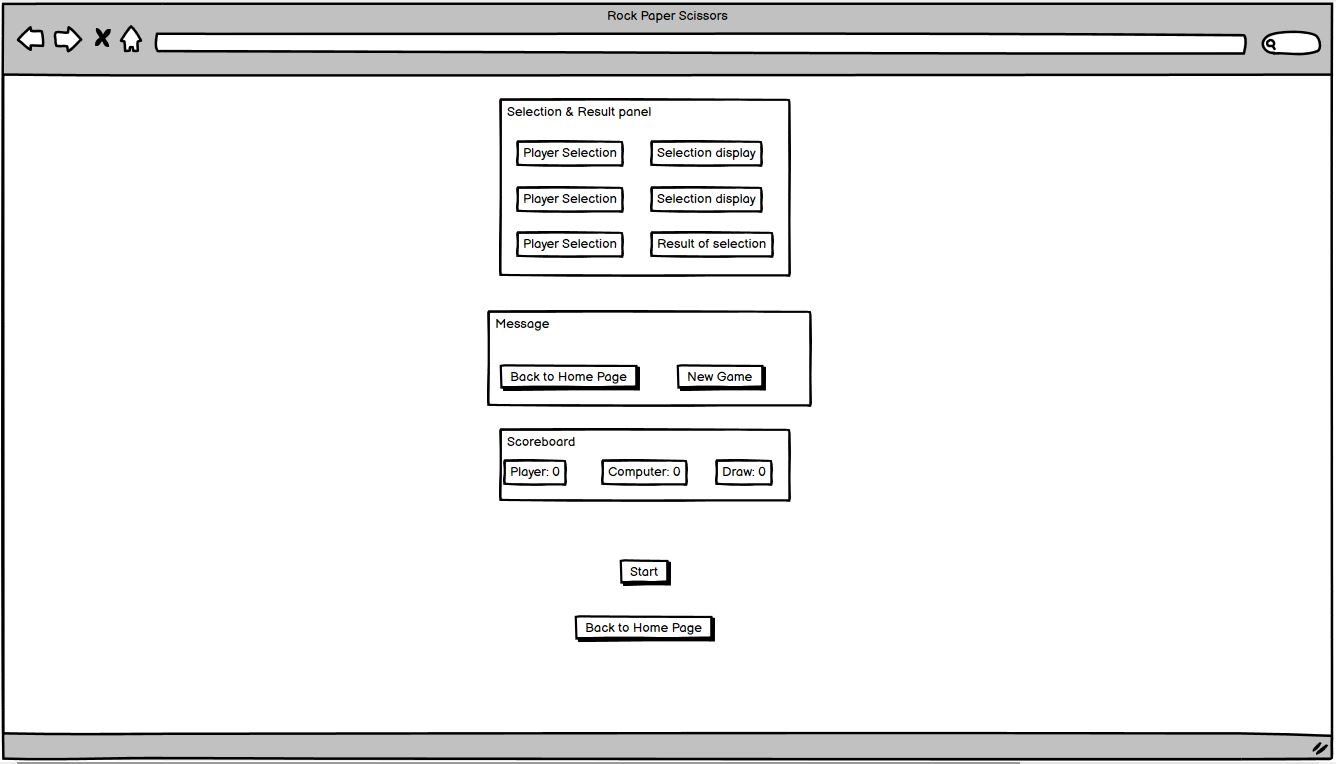 Rock Paper Scissors
Selection & Result panel
Player Selection Selection display
Player Selection Selection display
Player Selection Result of selection
Message
Back to Home Page New Game
Scoreboard
Player: 0 Computer: 0 Draw: 0
Start
Back to Home Page